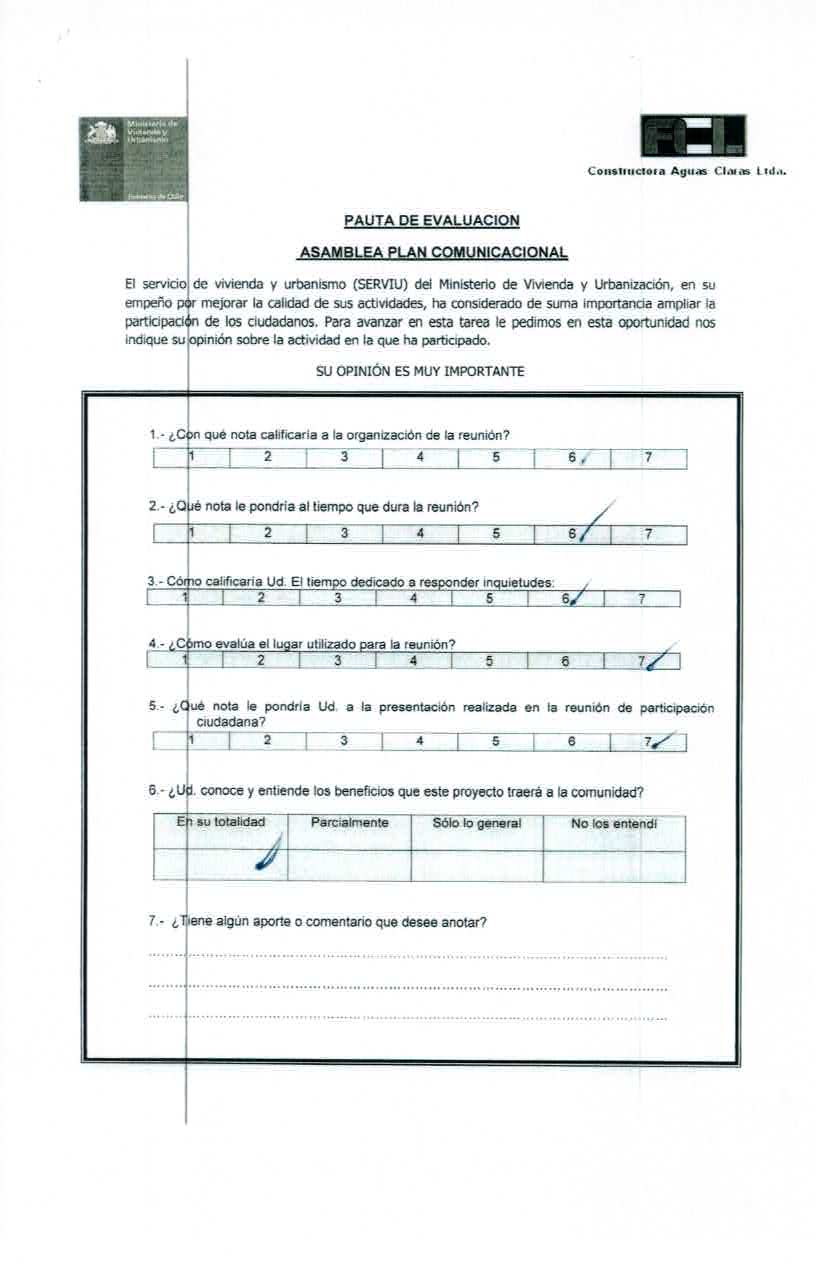 Ministerio de
Vivienda y
Urbanismo
Gobierno de Chile
Constructora Aguas Claras Ltda.
PAUTA DE EVALUACION
ASAMBLEA PLAN COMUNICACIONAL
El servicio de vivienda y urbanismo (SERVIU) del Ministerio de Vivienda y Urbanización, en su
empeño por mejorar la calidad de sus actividades, ha considerado de suma importancia ampliar la
participación de los ciudadanos. Para avanzar en esta tarea le pedimos en esta oportunidad nos
indique su opinión sobre la actividad en la que ha participado.
SU OPINIÓN ES MUY IMPORTANTE
1.- ¿Con qué nota calificaría a la organización de la reunión?
1 2 3 4 5 6 7
2.- ¿Qué nota le pondría al tiempo que dura la reunión?
1 2 3 4 5 6 7
3.- Cómo calificaría Ud. El tiempo dedicado a responder inquietudes:
1 2 3 4 5 6 7
4.- ¿Cómo evalúa el lugar utilizado para la reunión?
1 2 3 4 5 6 7
5.- ¿Qué nota le pondría Ud. a la presentación realizada en la reunión de participación
ciudadana?
1 2 3 4 5 6 7
6.- ¿Ud. conoce y entiende los beneficios que este proyecto traerá a la comunidad?
En su totalidad Parcialmente Sólo lo general No los entendí
7.- ¿Tiene algún aporte o comentario que desee anotar?